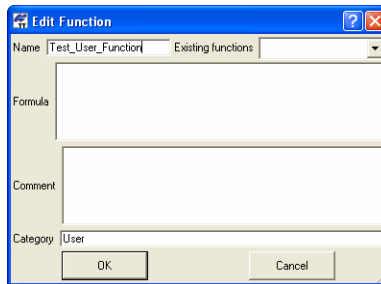 Edit Function
Name Test_User_Function Existing functions
Formula
Comment
Category User
OK Cancel